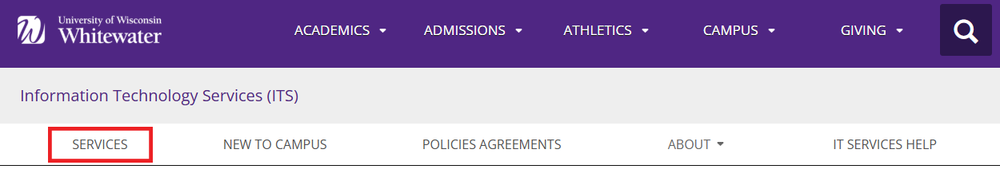 University of Wisconsin
Whitewater
ACADEMICS ADMISSIONS ATHLETICS CAMPUS GIVING
Information Technology Services (ITS)
SERVICES NEW TO CAMPUS POLICIES AGREEMENTS ABOUT IT SERVICES HELP